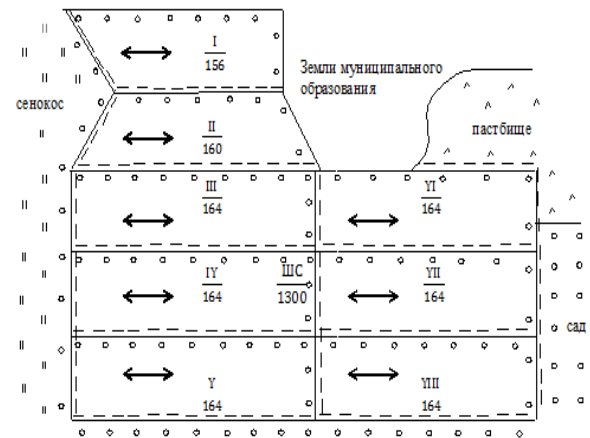 I
156
Земли муниципального
образования
сенокос
пастбище
II
160
III
164
YI
164
IY
164
ШС
1300
YII
164
сад
Y
164
YIII
164